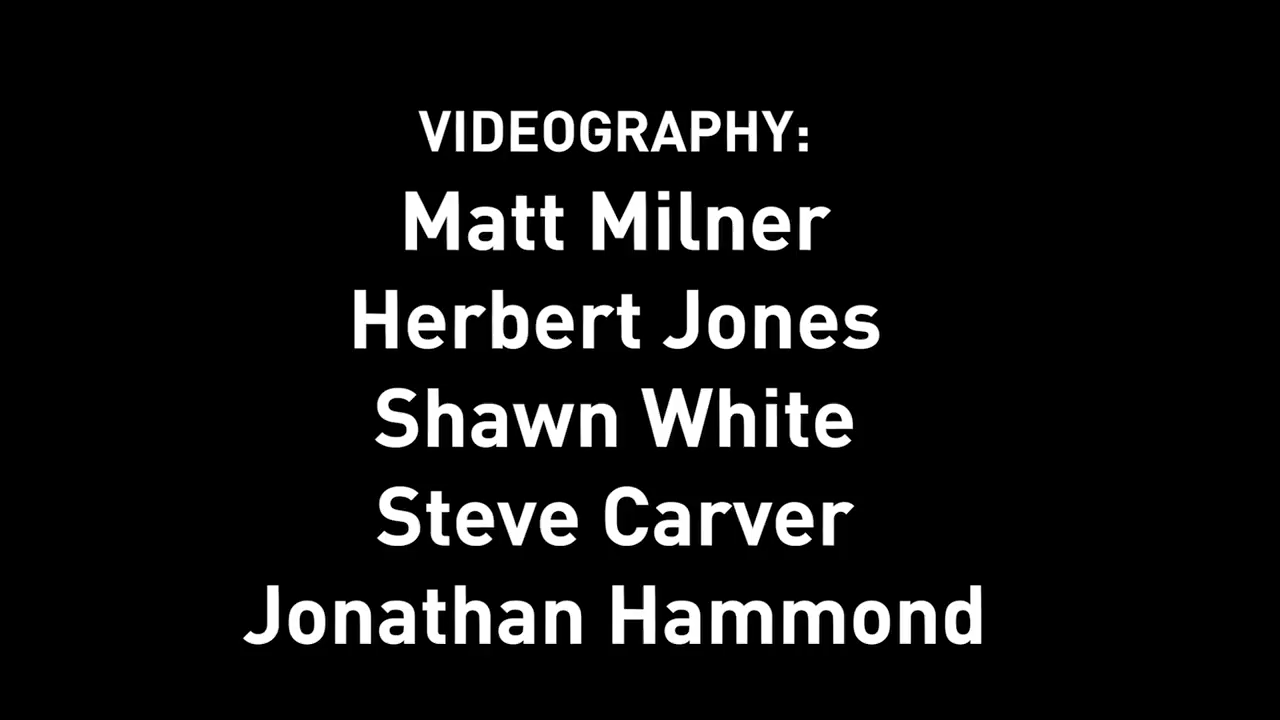 VIDEOGRAPHY:
Matt Milner
Herbert Jones
Shawn White
Steve Carver
Jonathan Hammond